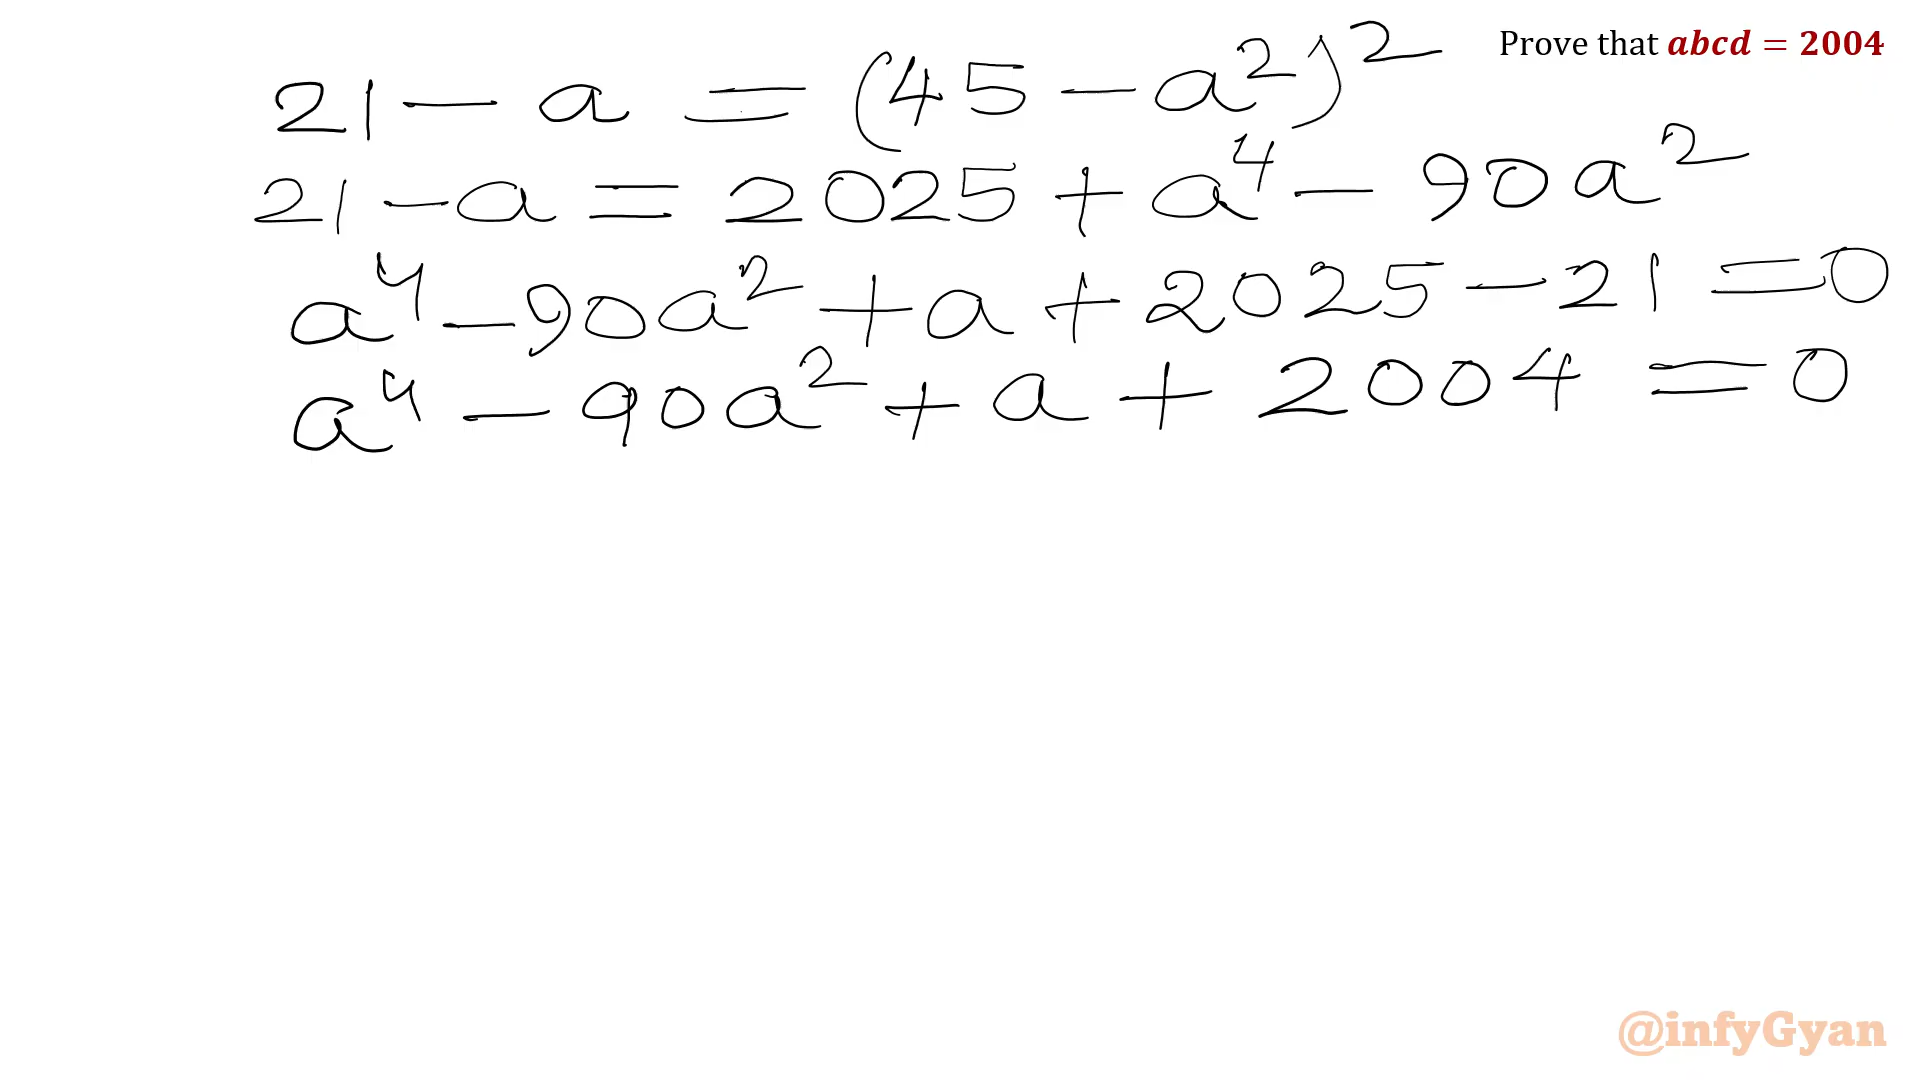 Prove that abcd = 2004
21 - a = (45 - a²)²
21 - a = 2025 + a⁴ - 90a²
a⁴ - 90a² + a + 2025 - 21 = 0
a⁴ - 90a² + a + 2004 = 0
@infyGyan